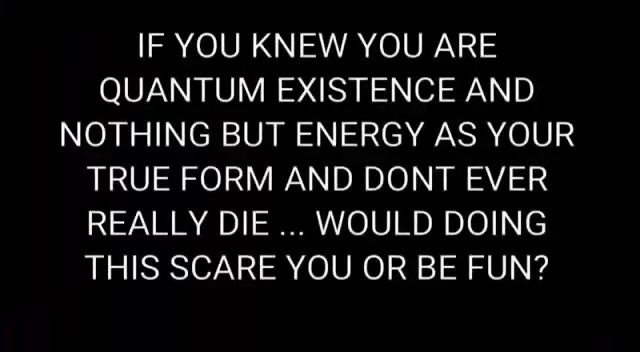 IF YOU KNEW YOU ARE
QUANTUM EXISTENCE AND
NOTHING BUT ENERGY AS YOUR
TRUE FORM AND DONT EVER
REALLY DIE ... WOULD DOING
THIS SCARE YOU OR BE FUN?